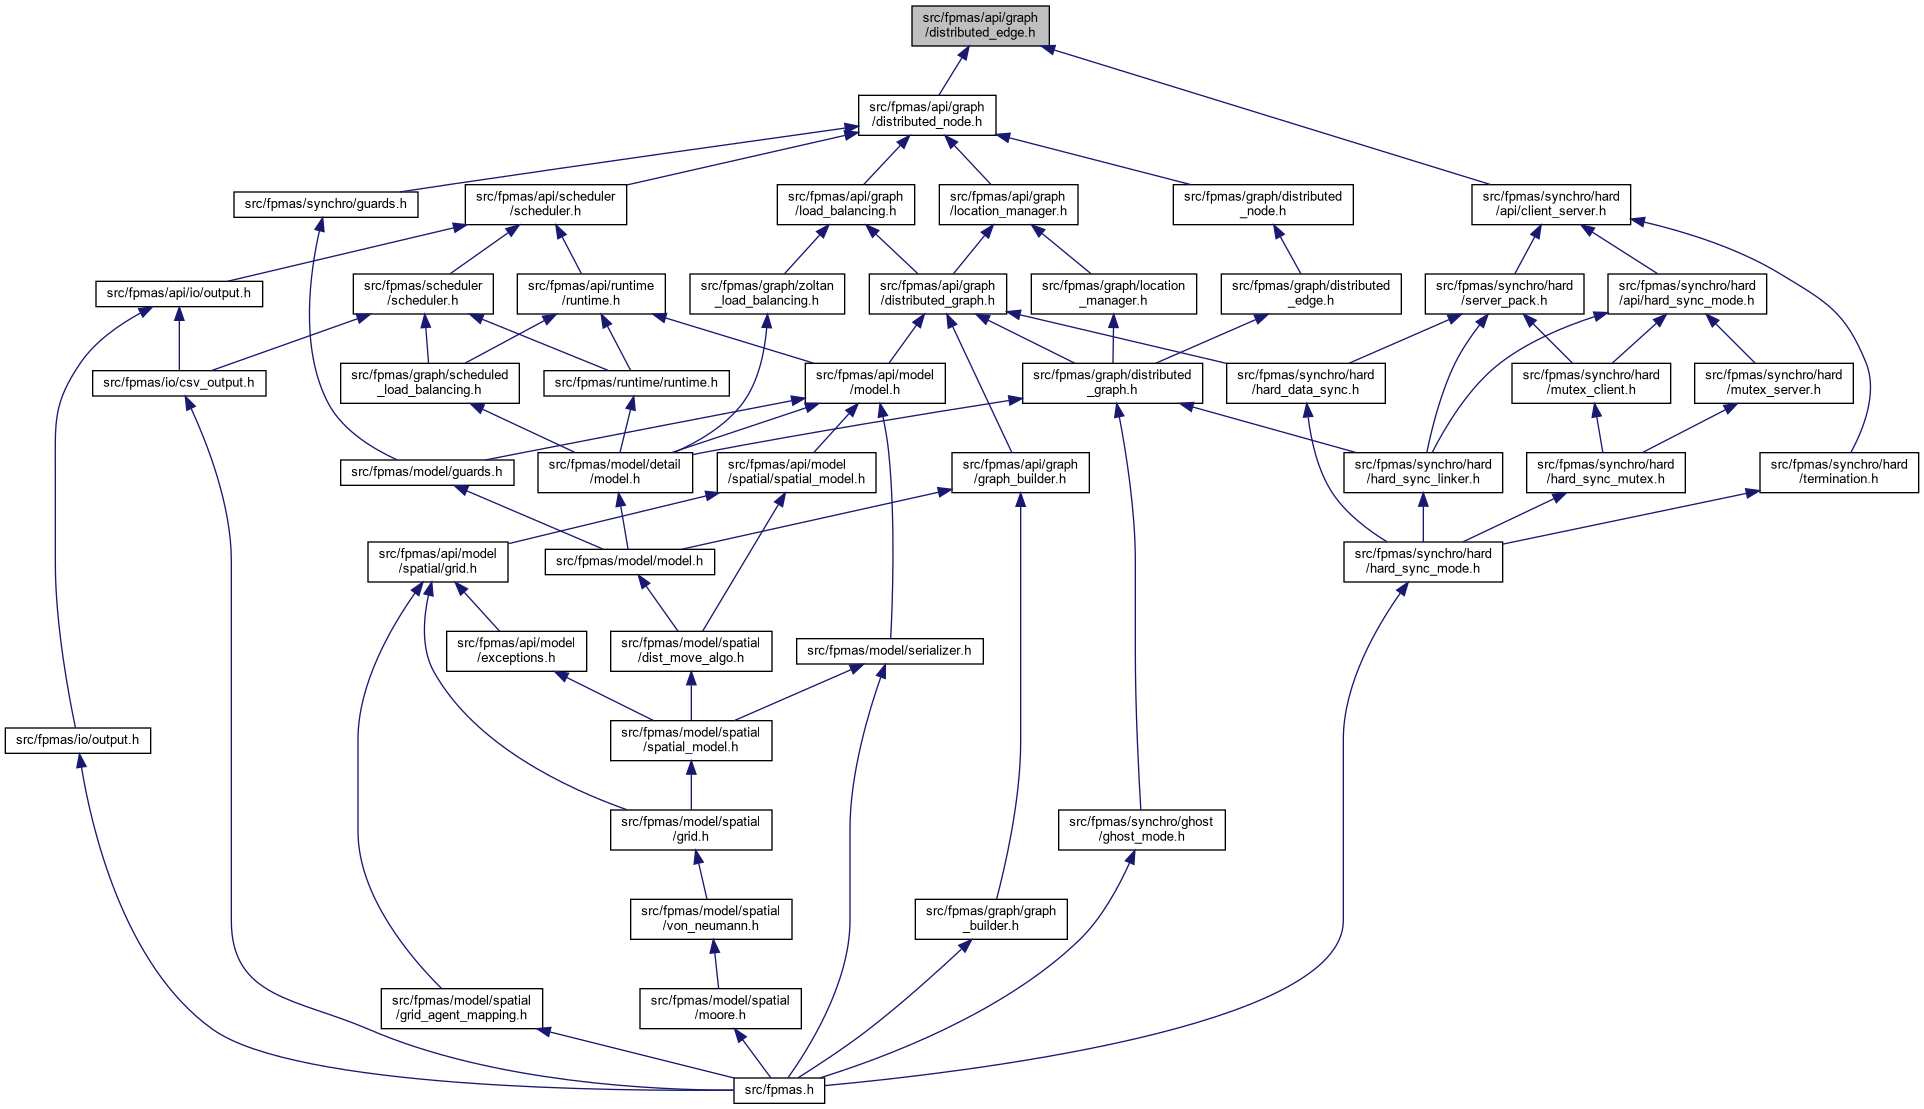 src/fpmas/api/graph
/distributed_edge.h
src/fpmas/api/graph
/distributed_node.h
src/fpmas/synchro/guards.h
src/fpmas/api/scheduler
/scheduler.h
src/fpmas/api/graph
/load_balancing.h
src/fpmas/api/graph
/location_manager.h
src/fpmas/graph/distributed
_node.h
src/fpmas/synchro/hard
/api/client_server.h
src/fpmas/api/io/output.h
src/fpmas/scheduler
/scheduler.h
src/fpmas/api/runtime
/runtime.h
src/fpmas/graph/zoltan
_load_balancing.h
src/fpmas/api/graph
/distributed_graph.h
src/fpmas/graph/location
_manager.h
src/fpmas/graph/distributed
_edge.h
src/fpmas/synchro/hard
/server_pack.h
src/fpmas/synchro/hard
/api/hard_sync_mode.h
src/fpmas/io/csv_output.h
src/fpmas/graph/scheduled
_load_balancing.h
src/fpmas/runtime/runtime.h
src/fpmas/api/model
/model.h
src/fpmas/graph/distributed
_graph.h
src/fpmas/synchro/hard
/hard_data_sync.h
src/fpmas/synchro/hard
/mutex_client.h
src/fpmas/synchro/hard
/mutex_server.h
src/fpmas/model/guards.h
src/fpmas/model/detail
/model.h
src/fpmas/api/model
/spatial/spatial_model.h
src/fpmas/api/graph
/graph_builder.h
src/fpmas/synchro/hard
/hard_sync_linker.h
src/fpmas/synchro/hard
/hard_sync_mutex.h
src/fpmas/synchro/hard
/termination.h
src/fpmas/api/model
/spatial/grid.h
src/fpmas/model/model.h
src/fpmas/synchro/hard
/hard_sync_mode.h
src/fpmas/api/model
/exceptions.h
src/fpmas/model/spatial
/dist_move_algo.h
src/fpmas/model/serializer.h
src/fpmas/io/output.h
src/fpmas/model/spatial
/spatial_model.h
src/fpmas/model/spatial
/grid.h
src/fpmas/synchro/ghost
/ghost_mode.h
src/fpmas/model/spatial
/von_neumann.h
src/fpmas/graph/graph
_builder.h
src/fpmas/model/spatial
/grid_agent_mapping.h
src/fpmas/model/spatial
/moore.h
src/fpmas.h